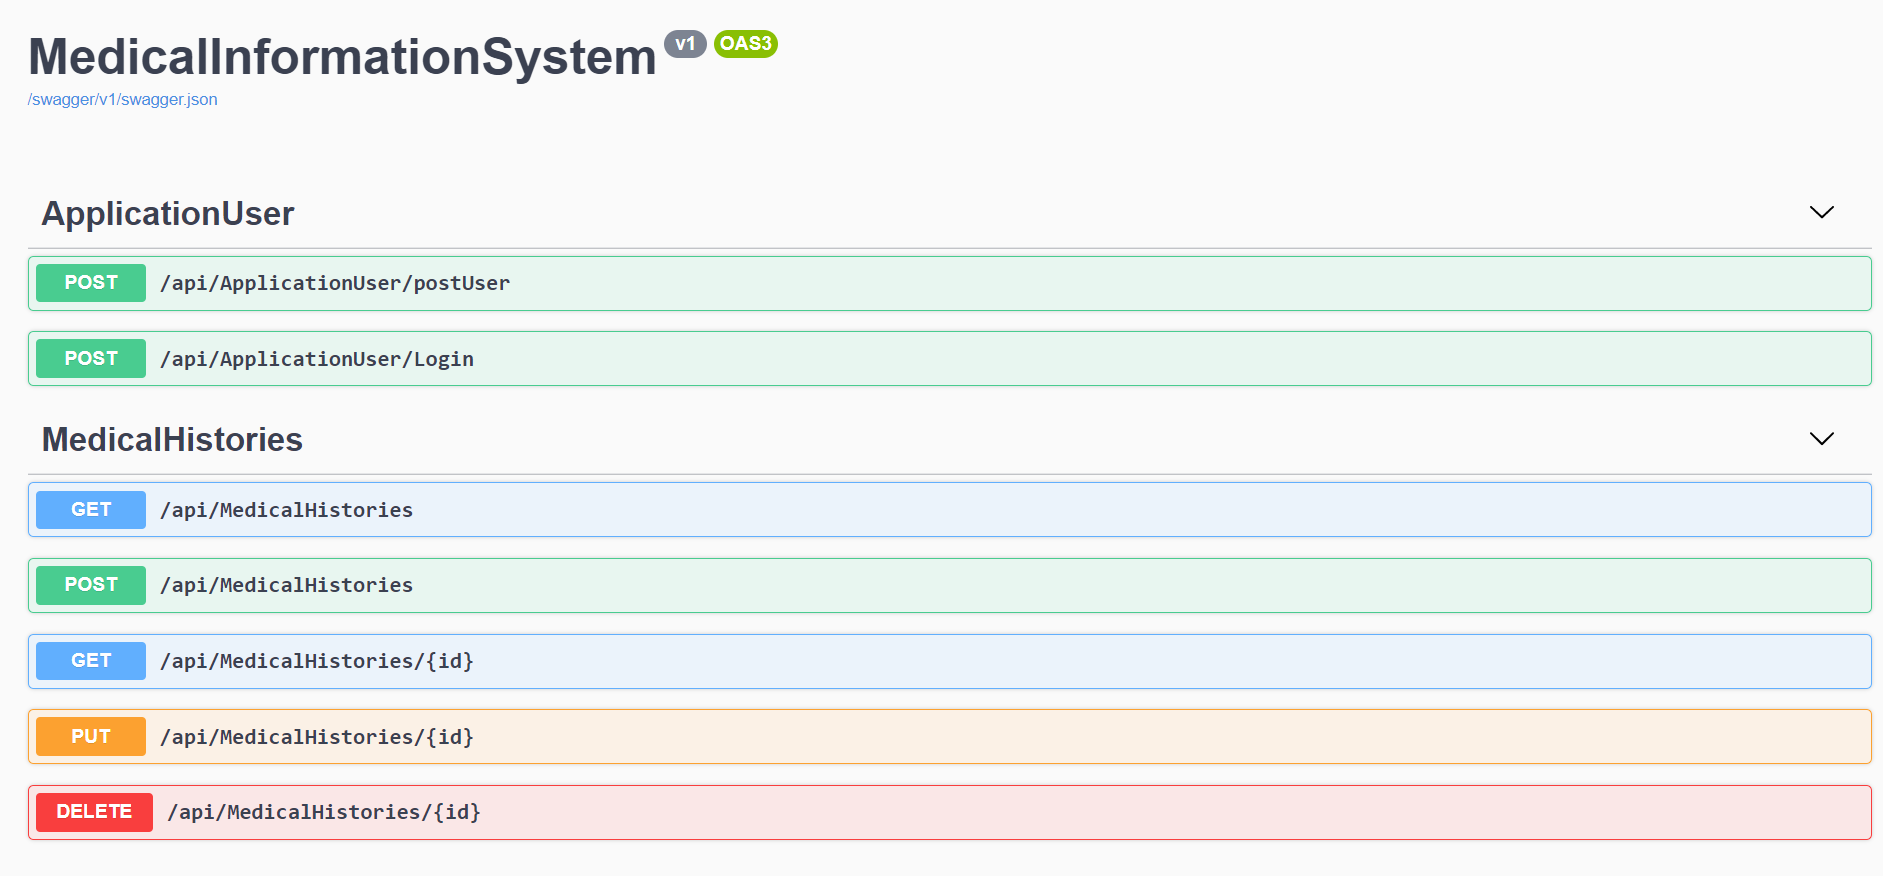 MedicalInformationSystem v1 OAS3
/swagger/v1/swagger.json
ApplicationUser
POST /api/ApplicationUser/postUser
POST /api/ApplicationUser/Login
MedicalHistories
GET /api/MedicalHistories
POST /api/MedicalHistories
GET /api/MedicalHistories/{id}
PUT /api/MedicalHistories/{id}
DELETE /api/MedicalHistories/{id}